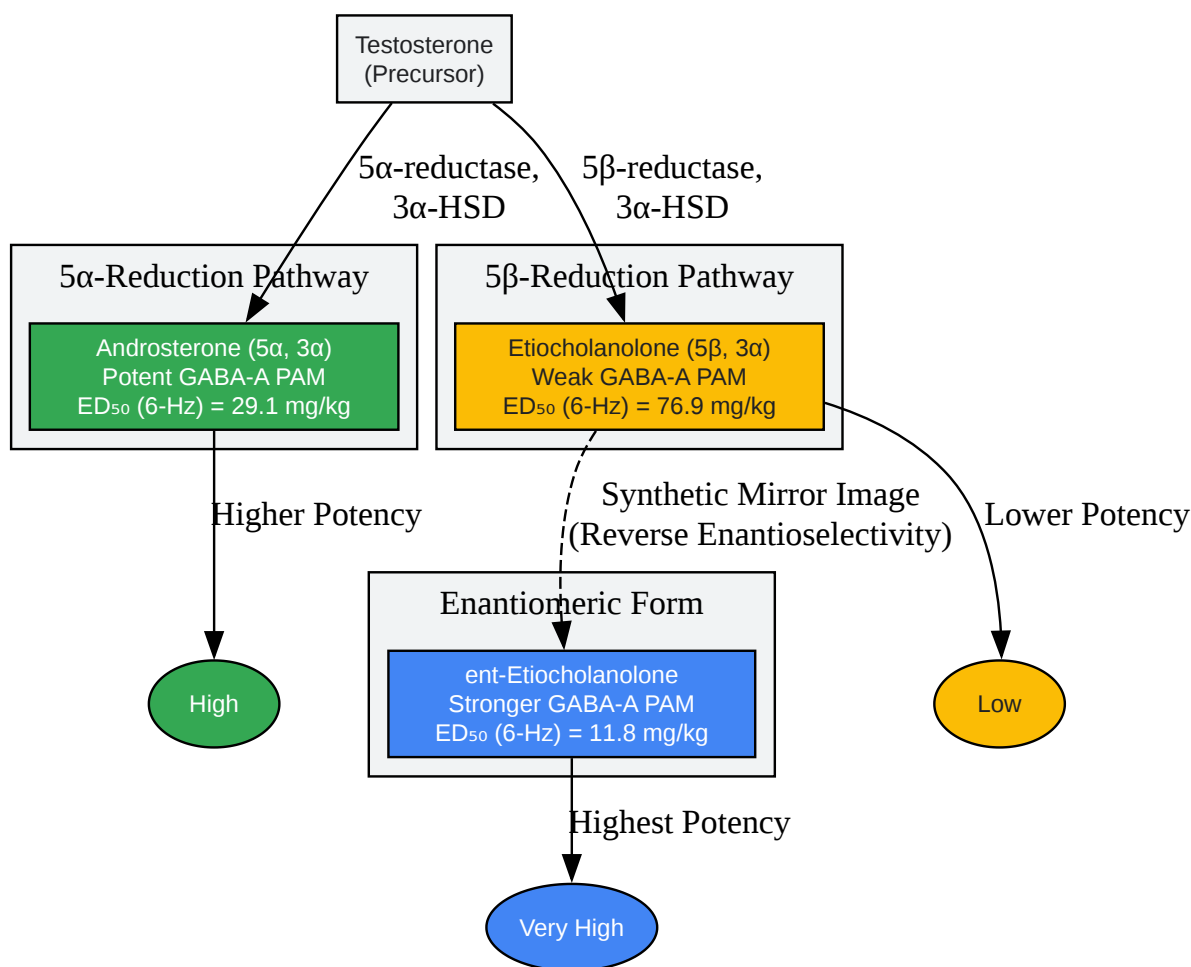 Testosterone
(Precursor)
5α-reductase,
3α-HSD
5β-reductase,
3α-HSD
5α-Reduction Pathway
Androsterone (5α, 3α)
Potent GABA-A PAM
ED₅₀ (6-Hz) = 29.1 mg/kg
5β-Reduction Pathway
Etiocholanolone (5β, 3α)
Weak GABA-A PAM
ED₅₀ (6-Hz) = 76.9 mg/kg
Higher Potency
Synthetic Mirror Image
(Reverse Enantioselectivity)
Lower Potency
Enantiomeric Form
ent-Etiocholanolone
Stronger GABA-A PAM
ED₅₀ (6-Hz) = 11.8 mg/kg
High
Low
Highest Potency
Very High